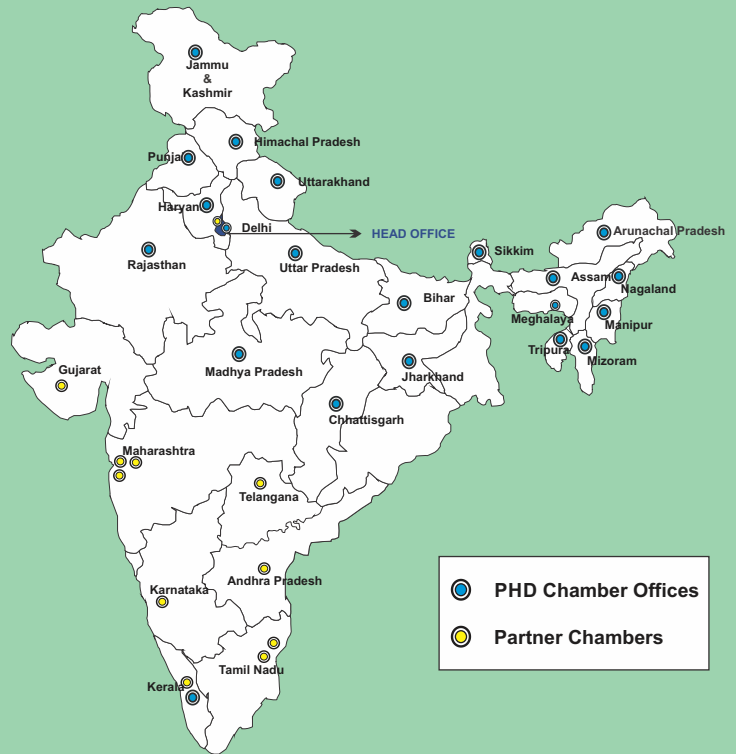 Jammu
&
Kashmir
Himachal Pradesh
Punja
Uttarakhand
Haryan
Delhi
HEAD OFFICE
Arunachal Pradesh
Sikkim
Rajasthan
Uttar Pradesh
Assam
Nagaland
Bihar
Meghalaya
Manipur
Gujarat
Madhya Pradesh
Jharkhand
Tripura
Mizoram
Chhattisgarh
Maharashtra
Telangana
Andhra Pradesh
Karnataka
Tamil Nadu
Kerala
PHD Chamber Offices
Partner Chambers